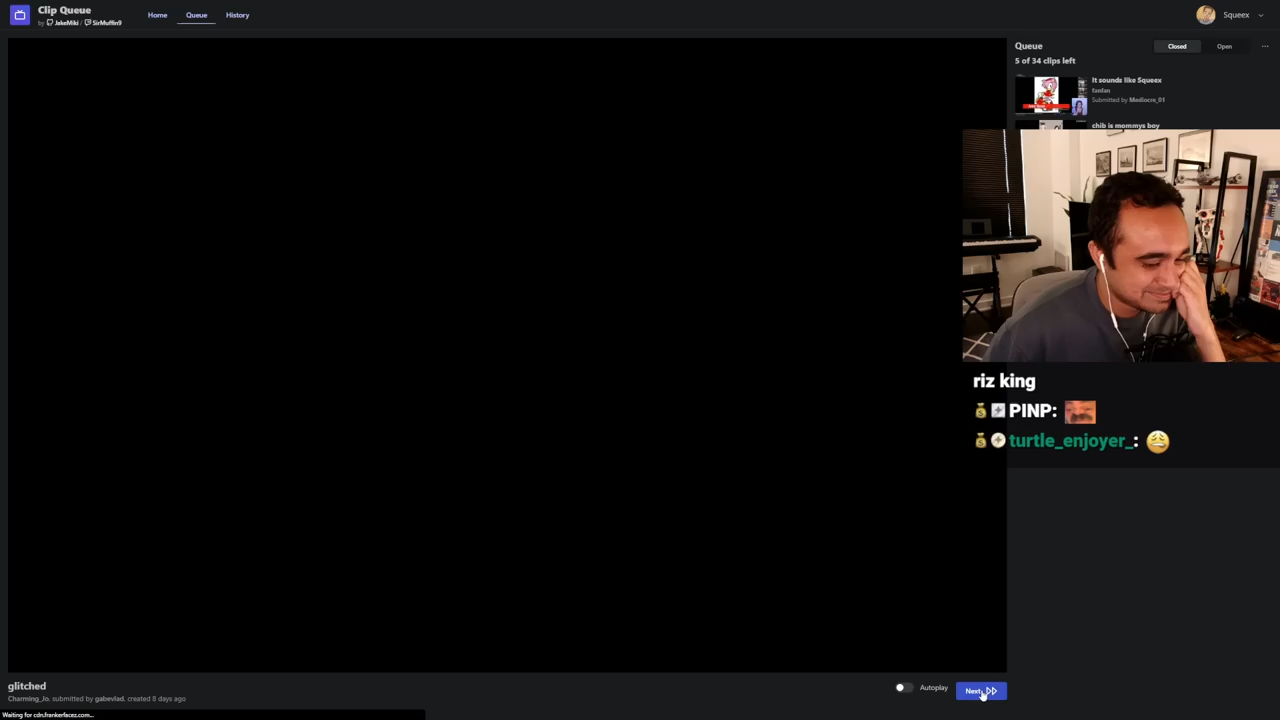 Clip Queue
by JakeMiki / SirMuffin9
Home
Queue
History
Squeex
Queue
Closed
Open
5 of 34 clips left
It sounds like Squeex
fanfan
Submitted by Mediocre_01
chib is mommys boy
riz king
PINP:
turtle_enjoyer_:
glitched
Charming_Jo, submitted by gabevlad, created 8 days ago
Autoplay
Next
Waiting for cdn.frankerfacez.com...